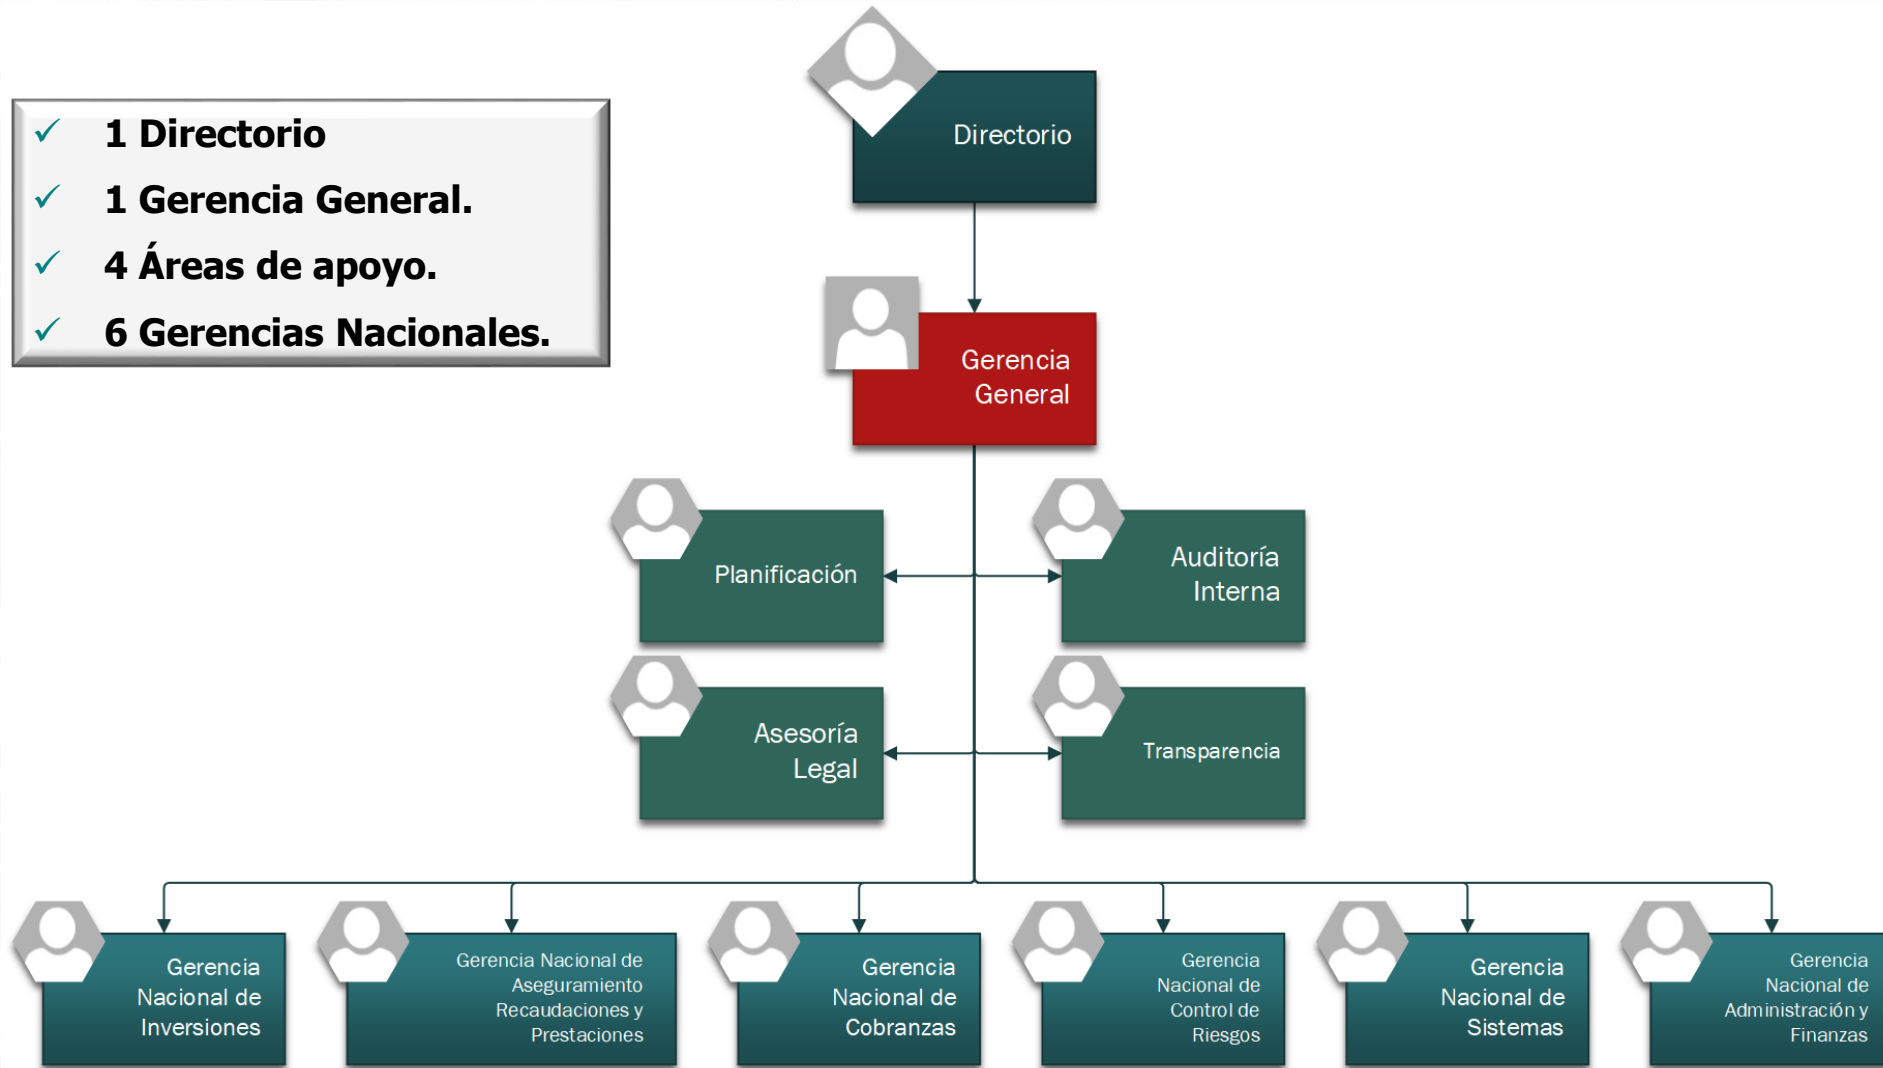 ✓ 1 Directorio
✓ 1 Gerencia General.
✓ 4 Áreas de apoyo.
✓ 6 Gerencias Nacionales.
Directorio
Gerencia
General
Planificación
Auditoría
Interna
Asesoría
Legal
Transparencia
Gerencia
Nacional de
Inversiones
Gerencia Nacional de
Aseguramiento
Recaudaciones y
Prestaciones
Gerencia
Nacional de
Cobranzas
Gerencia
Nacional de
Control de
Riesgos
Gerencia
Nacional de
Sistemas
Gerencia
Nacional de
Administración y
Finanzas